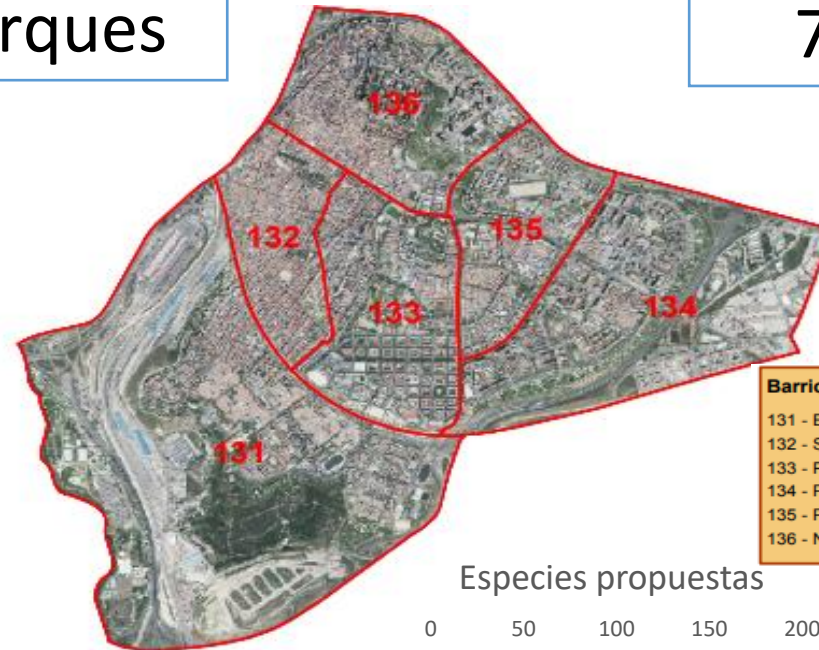 rques
7
136
132
135
133
134
131
Barrio
131 - E
132 - S
133 - P
134 - P
135 - P
136 - N
Especies propuestas
0 50 100 150 200